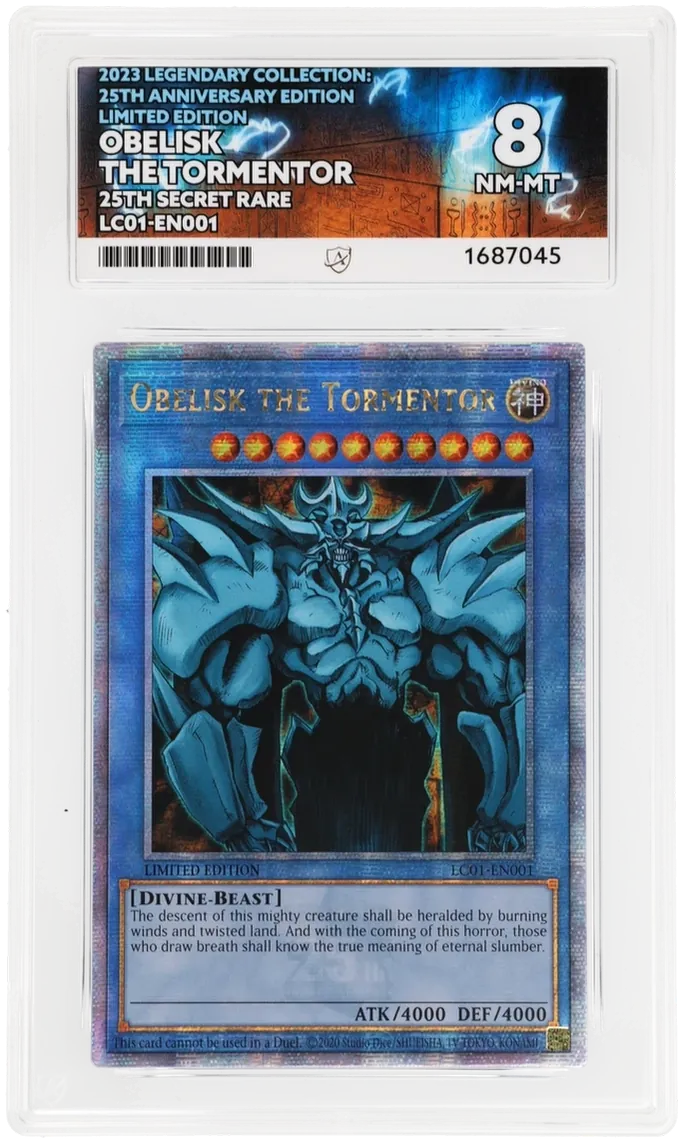 2023 LEGENDARY COLLECTION:
25TH ANNIVERSARY EDITION
LIMITED EDITION
OBELISK
THE TORMENTOR
25TH SECRET RARE
LC01-EN001
8
NM-MT
1687045
OBELISK THE TORMENTOR
DIVINE
神
LIMITED EDITION
LC01-EN001
[DIVINE-BEAST]
The descent of this mighty creature shall be heralded by burning
winds and twisted land. And with the coming of this horror, those
who draw breath shall know the true meaning of eternal slumber.
25th
ATK/4000 DEF/4000
This card cannot be used in a Duel. ©2020 Studio Dice/SHUEISHA, TV TOKYO, KONAMI